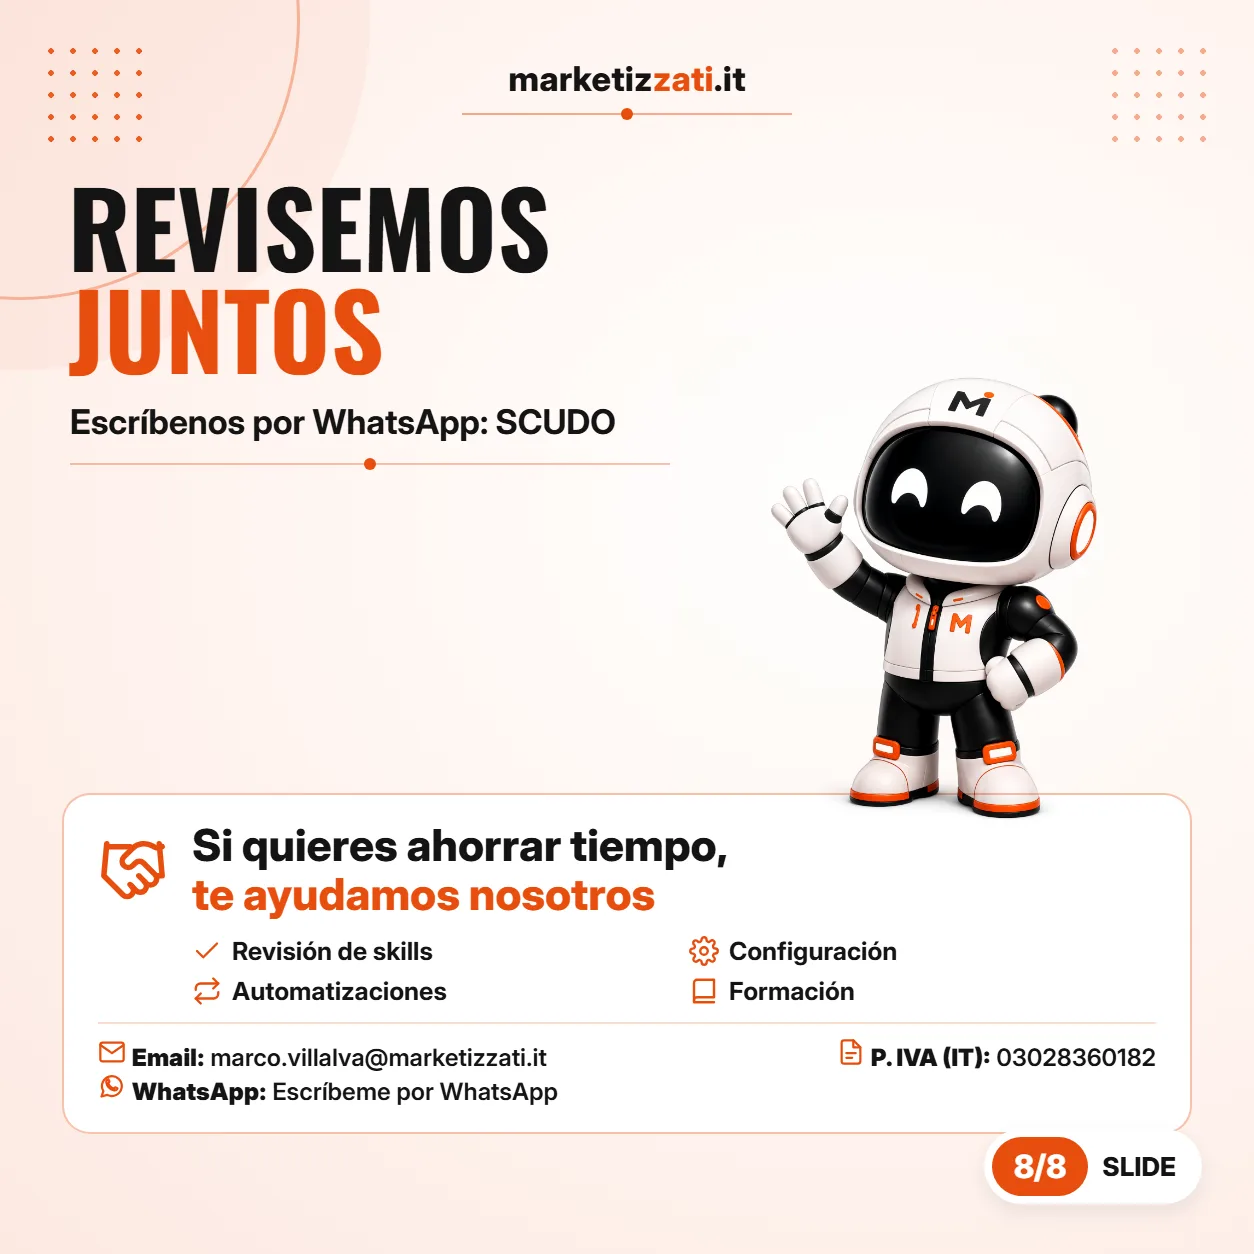 marketizzati.it
REVISEMOS
JUNTOS
Escríbenos por WhatsApp: SCUDO
M
M
Si quieres ahorrar tiempo,
te ayudamos nosotros
Revisión de skills
Configuración
Automatizaciones
Formación
Email: marco.villalva@marketizzati.it
P. IVA (IT): 03028360182
WhatsApp: Escríbeme por WhatsApp
8/8 SLIDE